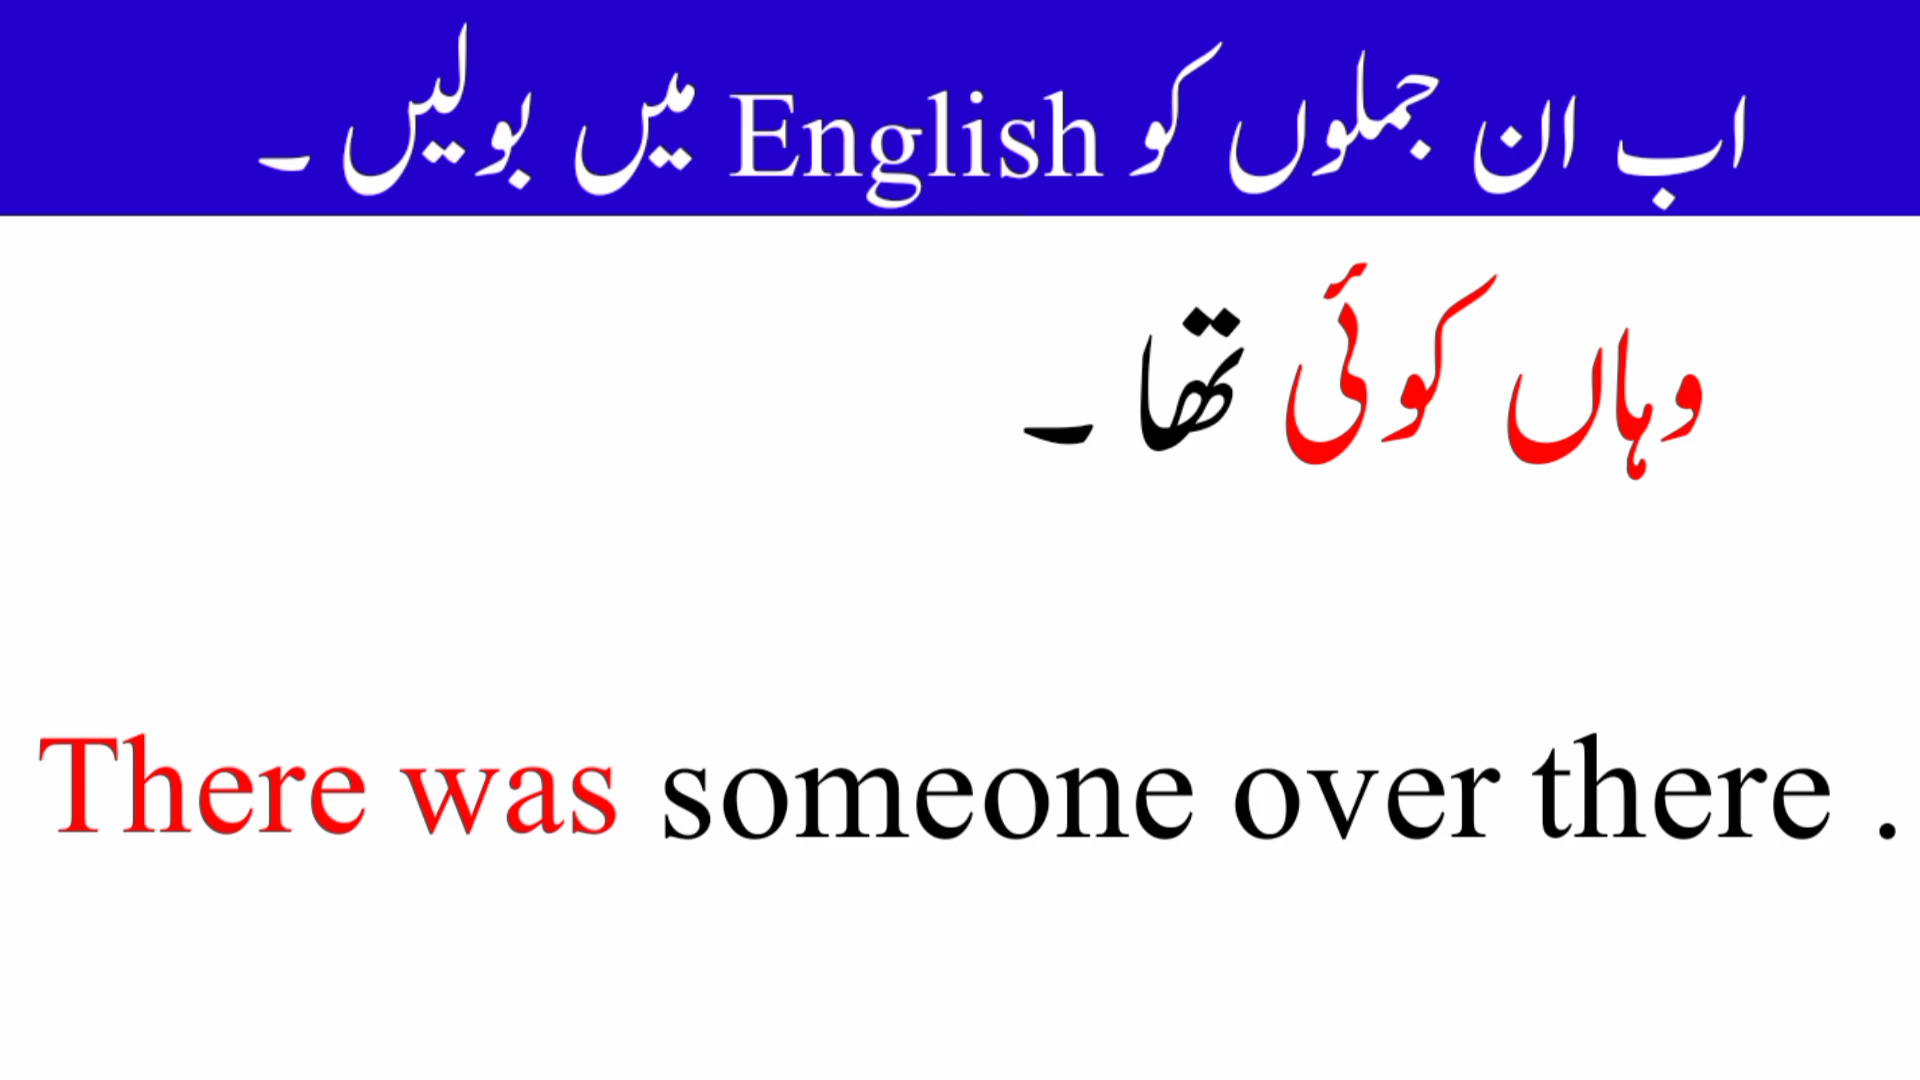 اب ان جملوں کو English میں بولیں ۔
وہاں کوئی تھا ۔
There was someone over there .